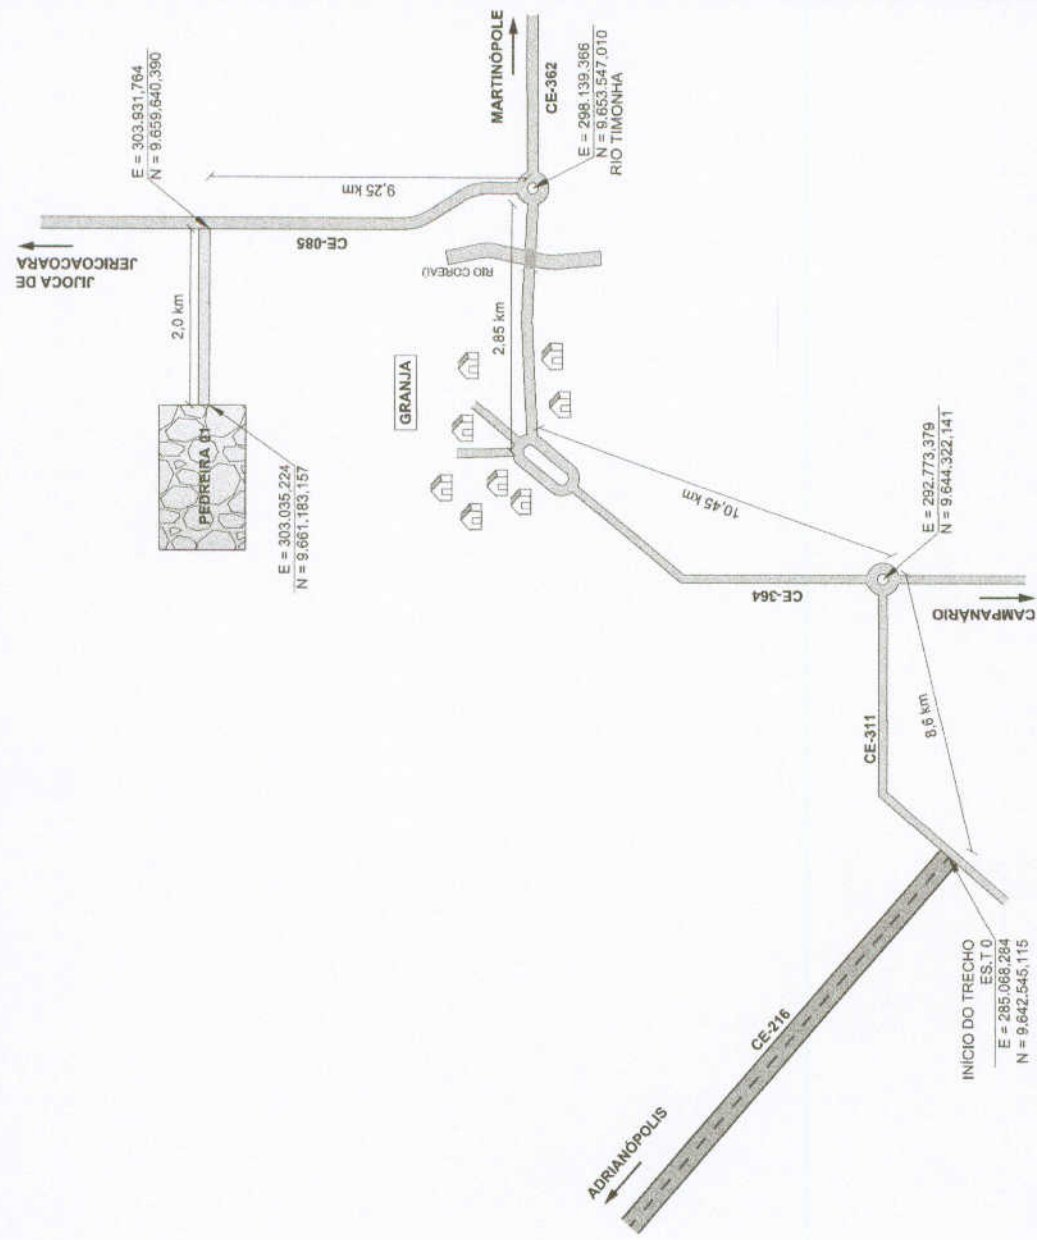 JIJOCA DE
JERICOACOARA
E = 303.931,764
N = 9.659.640,390
2,0 km
PEDREIRA 01
E = 303.035,224
N = 9.661.183,157
CE-085
9,25 km
MARTINÓPOLE
CE-362
E = 298.139,366
N = 9.653.547,010
RIO TIMONHA
RIO COREAÚ
2,85 km
GRANJA
10,45 km
CE-364
E = 292.773,379
N = 9.644.322,141
CAMPANÁRIO
CE-311
8,6 km
INÍCIO DO TRECHO
ES.T 0
E = 285.068,284
N = 9.642.545,115
CE-216
ADRIANÓPOLIS